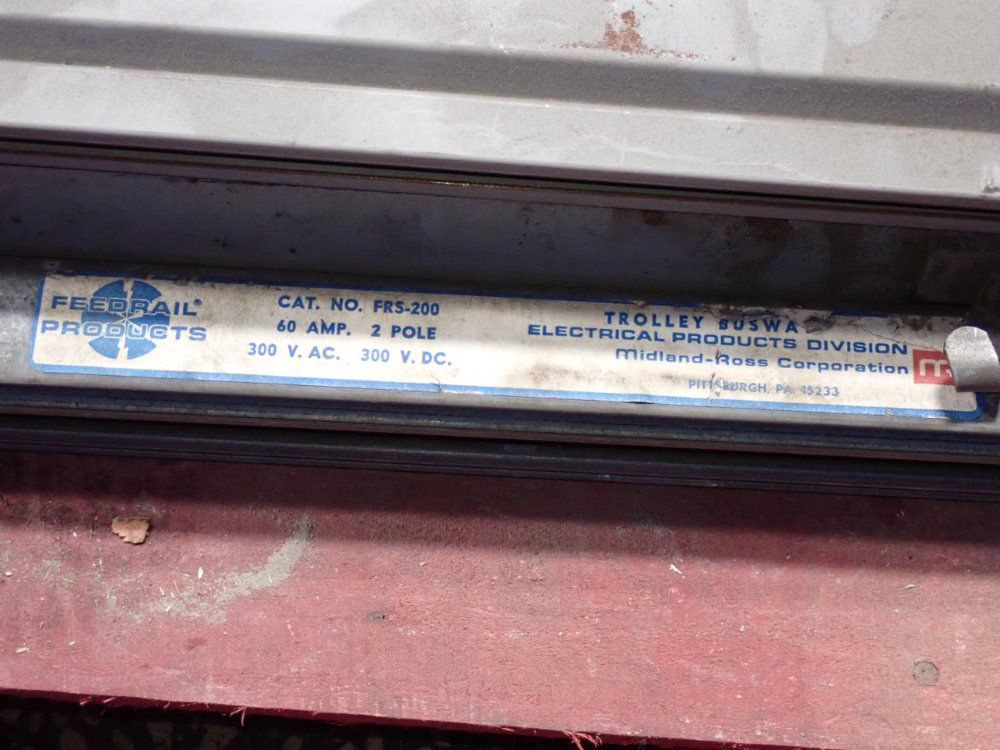 FEEDRAIL®
PRODUCTS
CAT. NO. FRS-200
60 AMP. 2 POLE
300 V. AC. 300 V. DC.
TROLLEY BUSWA
ELECTRICAL PRODUCTS DIVISION
Midland-Ross Corporation
PITTSBURGH, PA. 15233